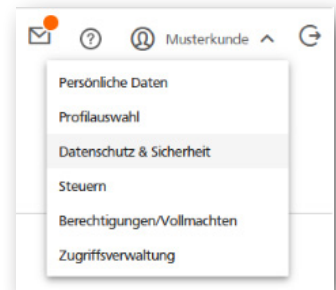 Musterkunde
Persönliche Daten
Profilauswahl
Datenschutz & Sicherheit
Steuern
Berechtigungen/Vollmachten
Zugriffsverwaltung